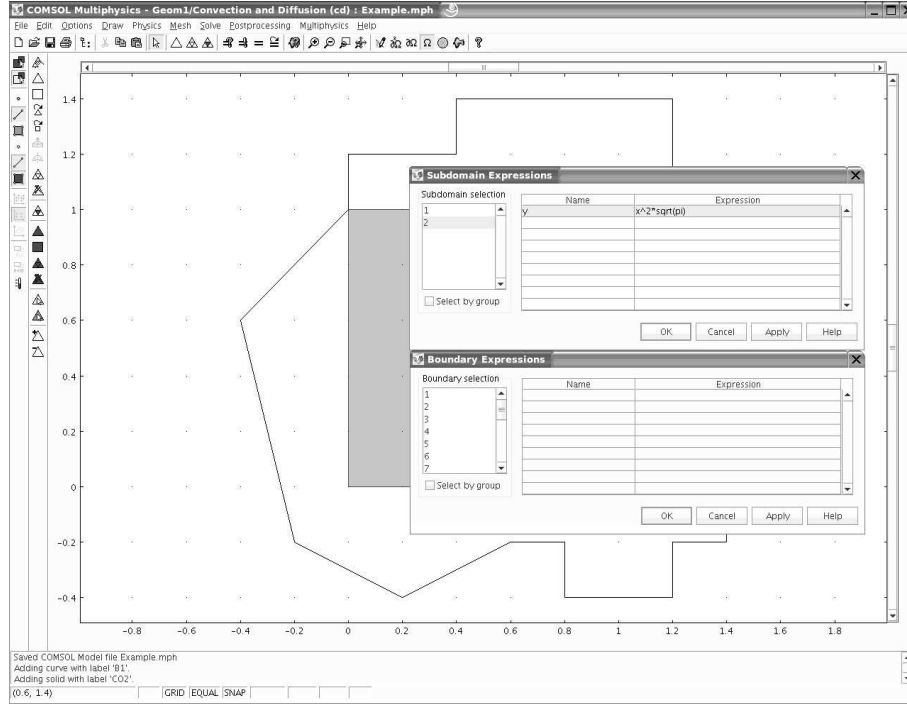 COMSOL Multiphysics - Geom1/Convection and Diffusion (cd) : Example.mph
File Edit Options Draw Physics Mesh Solve Postprocessing Multiphysics Help
1.4
1.2
1
0.8
0.6
0.4
0.2
0
-0.2
-0.4
-0.8 -0.6 -0.4 -0.2 0 0.2 0.4 0.6 0.8 1 1.2 1.4 1.6 1.8
Subdomain Expressions
Subdomain selection
1
2
Select by group
Name Expression
y x^2*sqrt(pi)
OK Cancel Apply Help
Boundary Expressions
Boundary selection
1
2
3
4
5
6
7
Select by group
Name Expression
OK Cancel Apply Help
Saved COMSOL Model file Example.mph
Adding curve with label 'B1'.
Adding solid with label 'CO2'.
(0.6, 1.4) GRID EQUAL SNAP